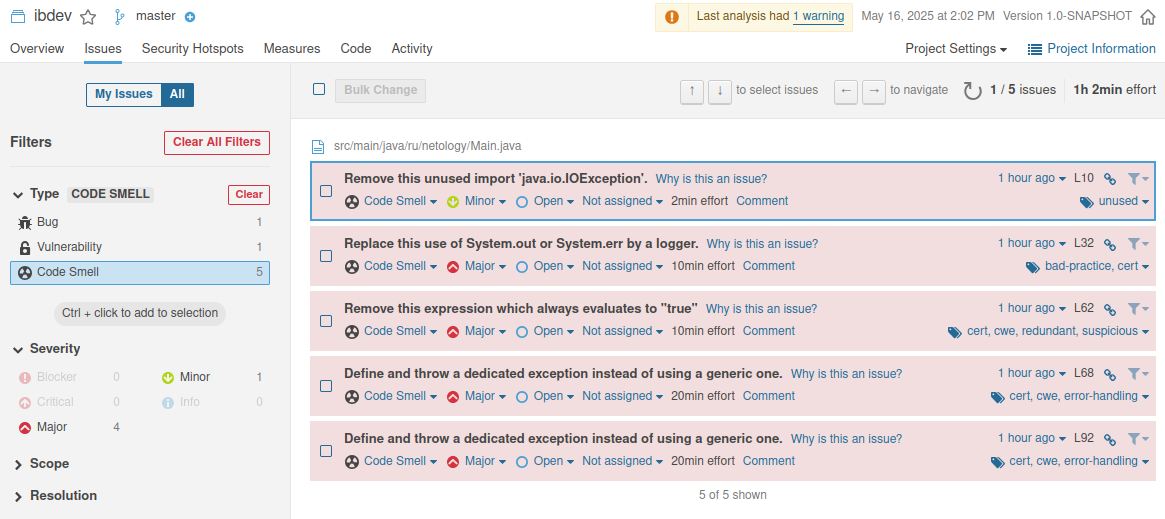 ibdev master Last analysis had 1 warning May 16, 2025 at 2:02 PM Version 1.0-SNAPSHOT
Overview Issues Security Hotspots Measures Code Activity Project Settings Project Information
My Issues All
Bulk Change ↑ ↓ to select issues ← → to navigate 1 / 5 issues 1h 2min effort
Filters Clear All Filters
Type CODE SMELL Clear
Bug 1
Vulnerability 1
Code Smell 5
Ctrl + click to add to selection
Severity
Blocker 0 Minor 1
Critical 0 Info 0
Major 4
Scope
Resolution
src/main/java/ru/netology/Main.java
Remove this unused import 'java.io.IOException'. Why is this an issue? 1 hour ago L10
Code Smell Minor Open Not assigned 2min effort Comment unused
Replace this use of System.out or System.err by a logger. Why is this an issue? 1 hour ago L32
Code Smell Major Open Not assigned 10min effort Comment bad-practice, cert
Remove this expression which always evaluates to "true" Why is this an issue? 1 hour ago L62
Code Smell Major Open Not assigned 10min effort Comment cert, cwe, redundant, suspicious
Define and throw a dedicated exception instead of using a generic one. Why is this an issue? 1 hour ago L68
Code Smell Major Open Not assigned 20min effort Comment cert, cwe, error-handling
Define and throw a dedicated exception instead of using a generic one. Why is this an issue? 1 hour ago L92
Code Smell Major Open Not assigned 20min effort Comment cert, cwe, error-handling
5 of 5 shown